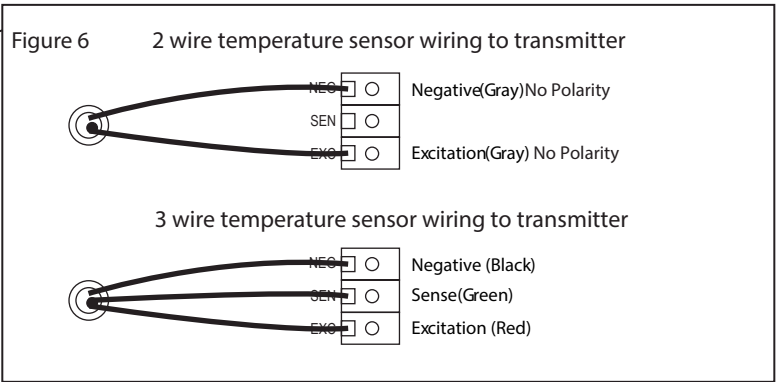 Figure 6 2 wire temperature sensor wiring to transmitter
NEG Negative(Gray)No Polarity
SEN
EXC Excitation(Gray) No Polarity
3 wire temperature sensor wiring to transmitter
NEG Negative (Black)
SEN Sense(Green)
EXC Excitation (Red)